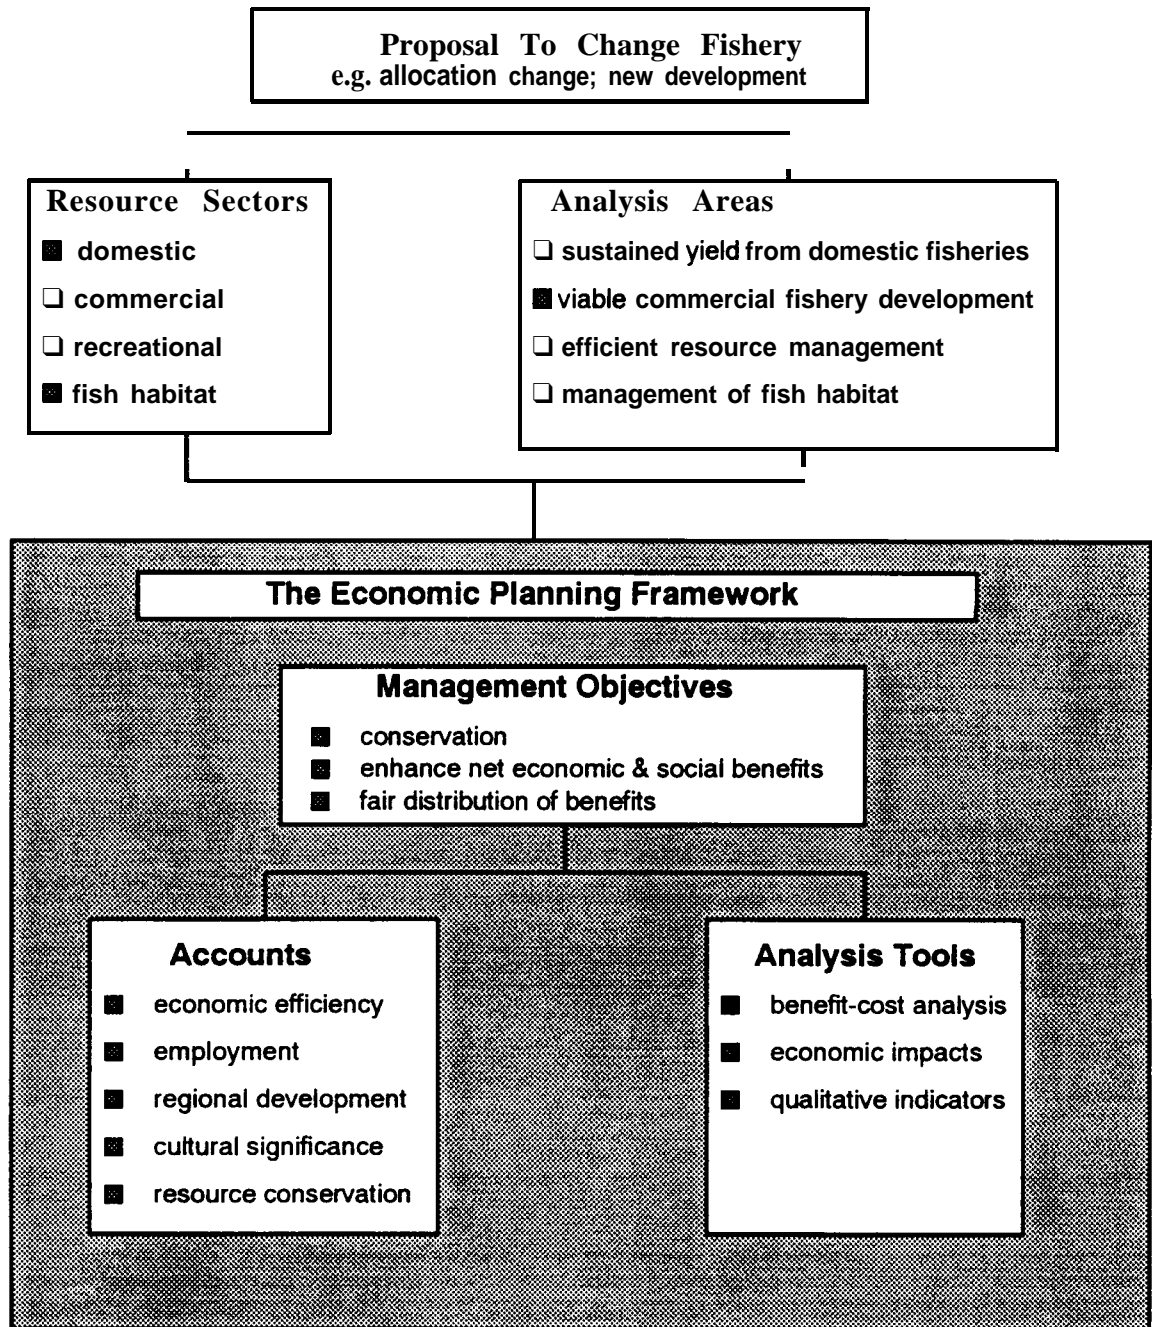 Proposal To Change Fishery
e.g. allocation change; new development
Resource Sectors
■ domestic
❑ commercial
❑ recreational
■ fish habitat
Analysis Areas
❑ sustained yield from domestic fisheries
■ viable commercial fishery development
❑ efficient resource management
❑ management of fish habitat
The Economic Planning Framework
Management Objectives
■ conservation
■ enhance net economic & social benefits
■ fair distribution of benefits
Accounts
■ economic efficiency
■ employment
■ regional development
■ cultural significance
■ resource conservation
Analysis Tools
■ benefit-cost analysis
■ economic impacts
■ qualitative indicators